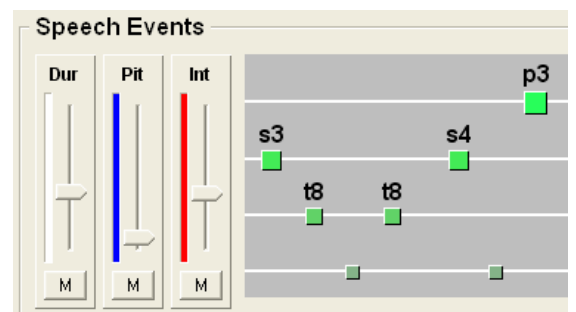 Speech Events
Dur Pit Int
p3
s3 s4
t8 t8
M M M